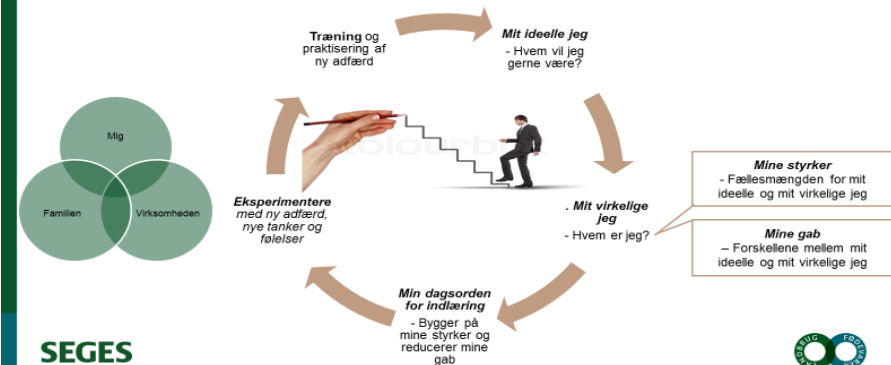 Træning og
praktisering af
ny adfærd
Mit ideelle jeg
- Hvem vil jeg
gerne være?
Mig
Familien
Virksomheden
Eksperimentere
med ny adfærd,
nye tanker og
følelser
. Mit virkelige
jeg
- Hvem er jeg?
Mine styrker
- Fællesmængden for mit
ideelle og mit virkelige jeg
Mine gab
– Forskellene mellem mit
ideelle og mit virkelige jeg
Min dagsorden
for indlæring
- Bygger på
mine styrker og
reducerer mine
gab
SEGES
LANDBRUG
FØDEVARER